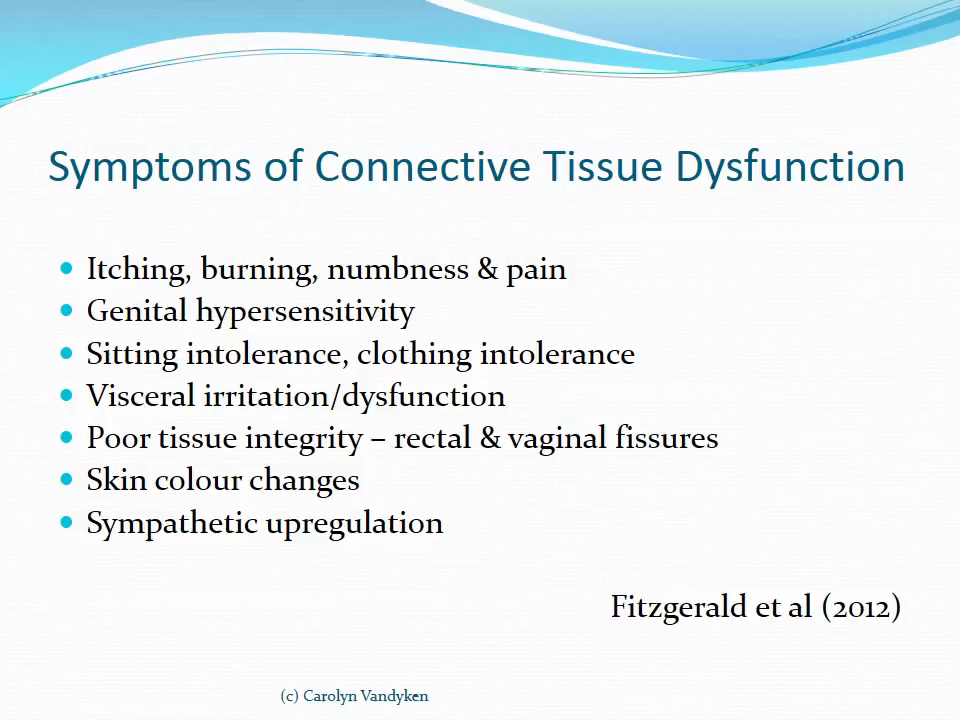 Symptoms of Connective Tissue Dysfunction
Itching, burning, numbness & pain
Genital hypersensitivity
Sitting intolerance, clothing intolerance
Visceral irritation/dysfunction
Poor tissue integrity – rectal & vaginal fissures
Skin colour changes
Sympathetic upregulation
Fitzgerald et al (2012)
(c) Carolyn Vandyken